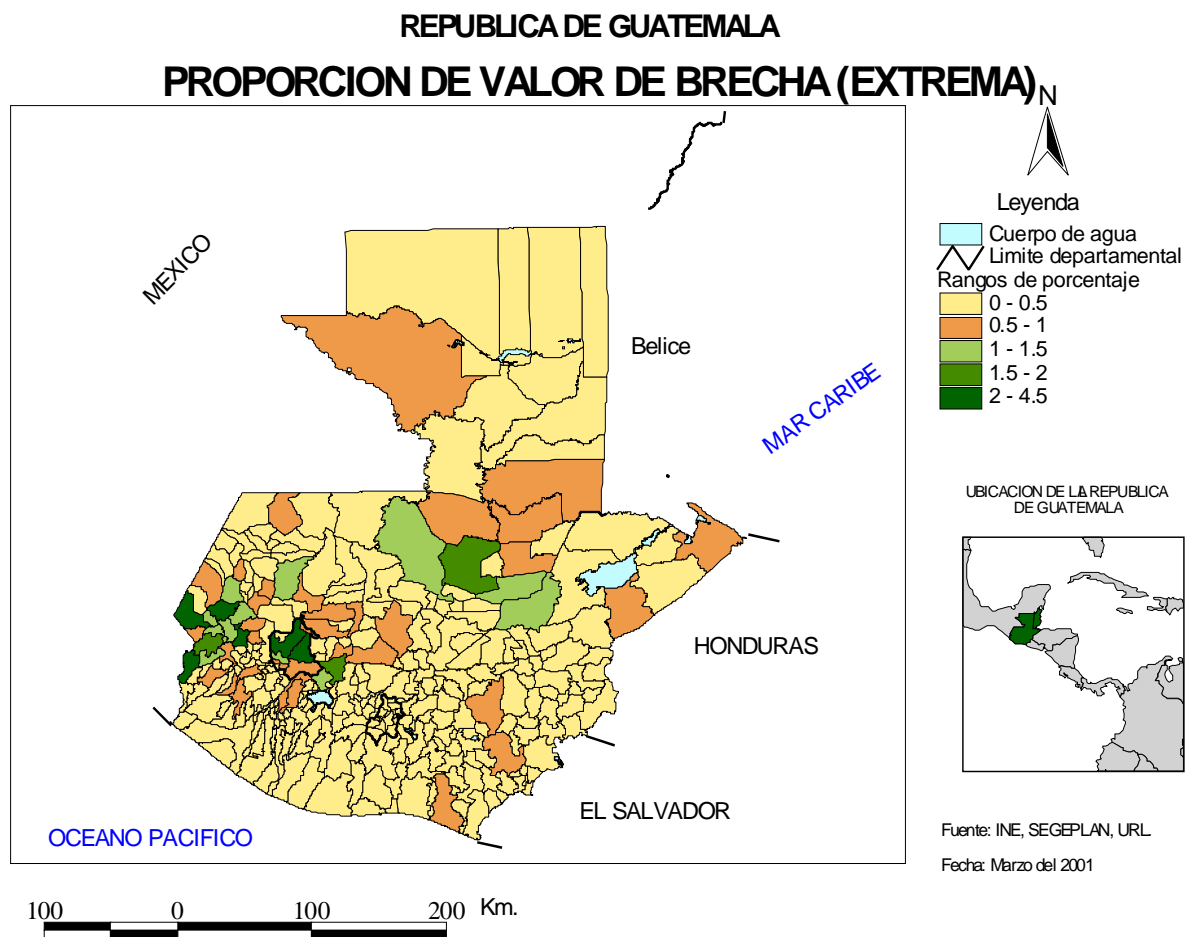 REPUBLICA DE GUATEMALA
PROPORCION DE VALOR DE BRECHA (EXTREMA)
N
MEXICO
Belice
MAR CARIBE
HONDURAS
EL SALVADOR
OCEANO PACIFICO
Leyenda
Cuerpo de agua
Limite departamental
Rangos de porcentaje
0 - 0.5
0.5 - 1
1 - 1.5
1.5 - 2
2 - 4.5
UBICACION DE LA REPUBLICA
DE GUATEMALA
Fuente: INE, SEGEPLAN, URL
Fecha: Marzo del 2001
100 0 100 200 Km.